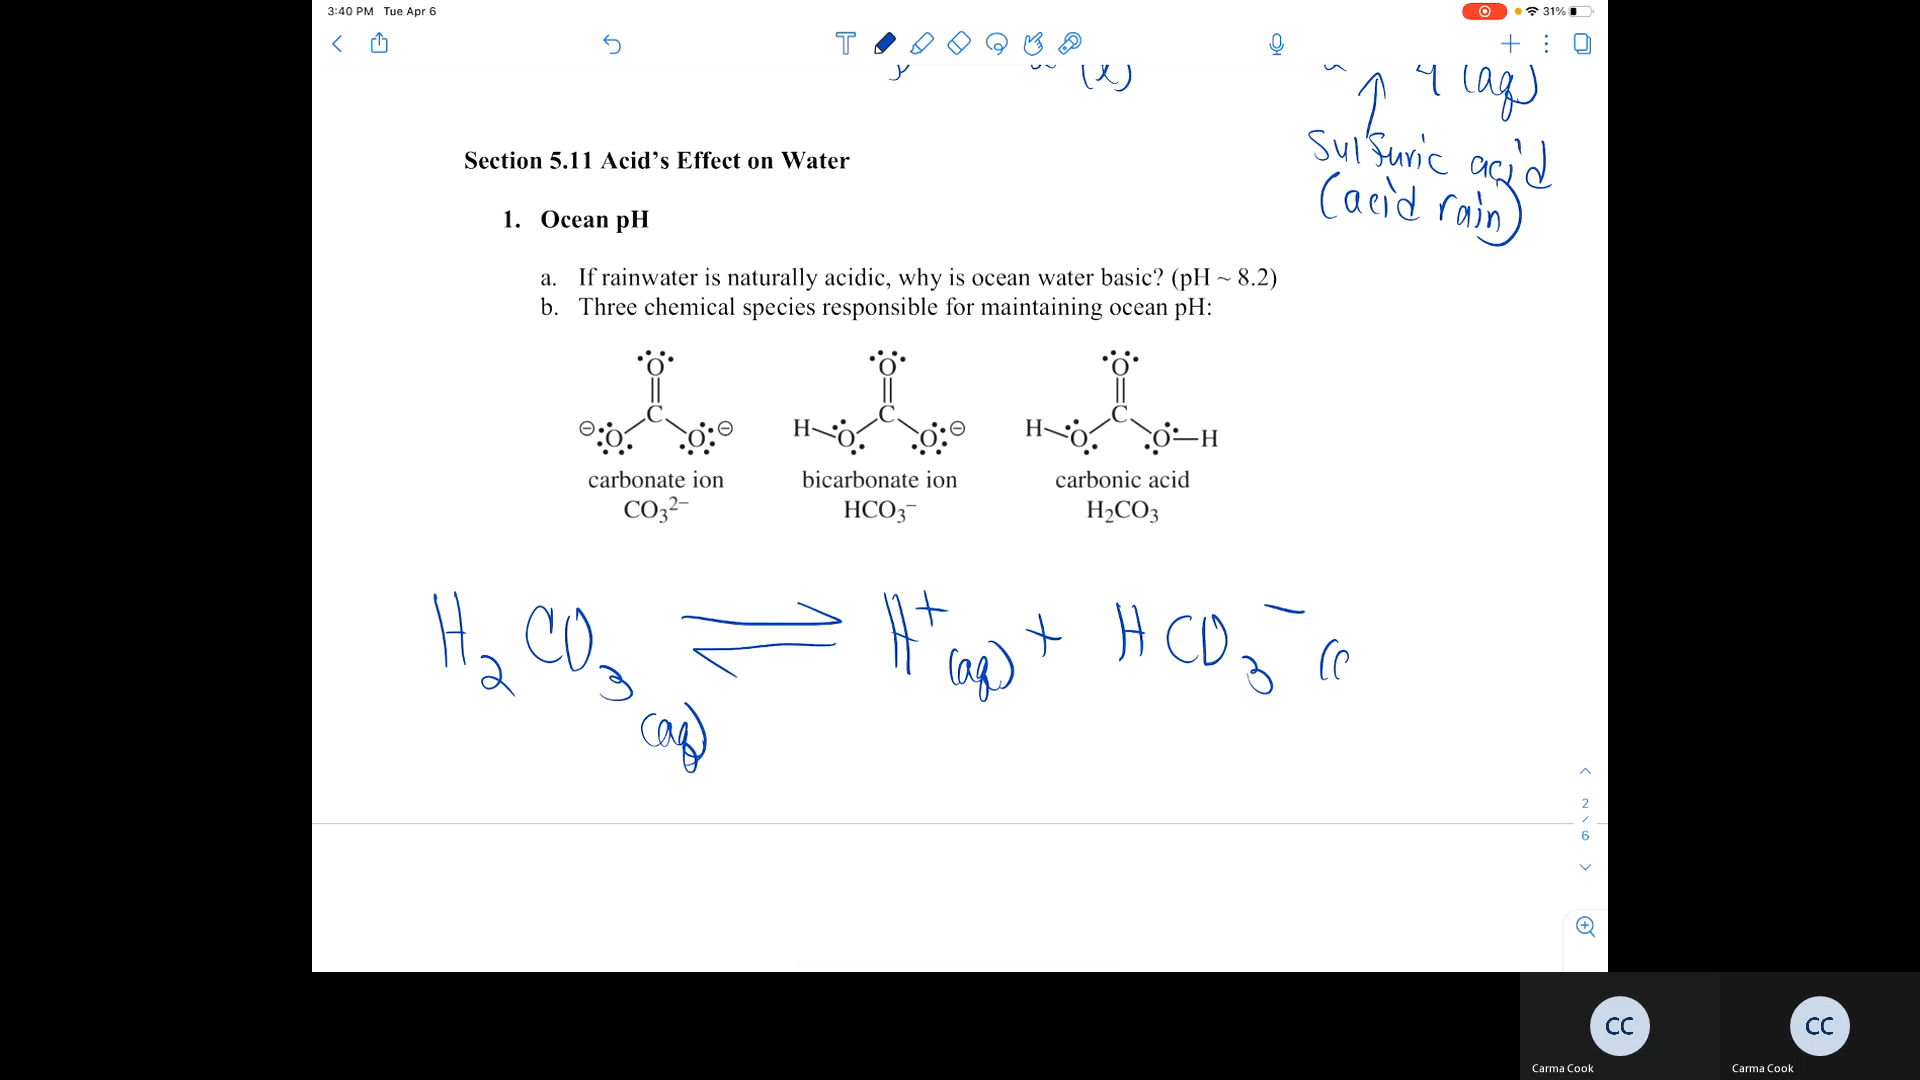 3:40 PM Tue Apr 6
31%
T
4 (aq)
(l)
sulfuric acid
(acid rain)
Section 5.11 Acid’s Effect on Water
1. Ocean pH
a. If rainwater is naturally acidic, why is ocean water basic? (pH ~ 8.2)
b. Three chemical species responsible for maintaining ocean pH:
O O O
C C C
⊖ O O ⊖ H O O ⊖ H O O H
carbonate ion bicarbonate ion carbonic acid
CO₃²⁻ HCO₃⁻ H₂CO₃
H₂CO₃ (aq) ⇌ H⁺ (aq) + HCO₃⁻ (
2
/
6
CC CC
Carma Cook Carma Cook